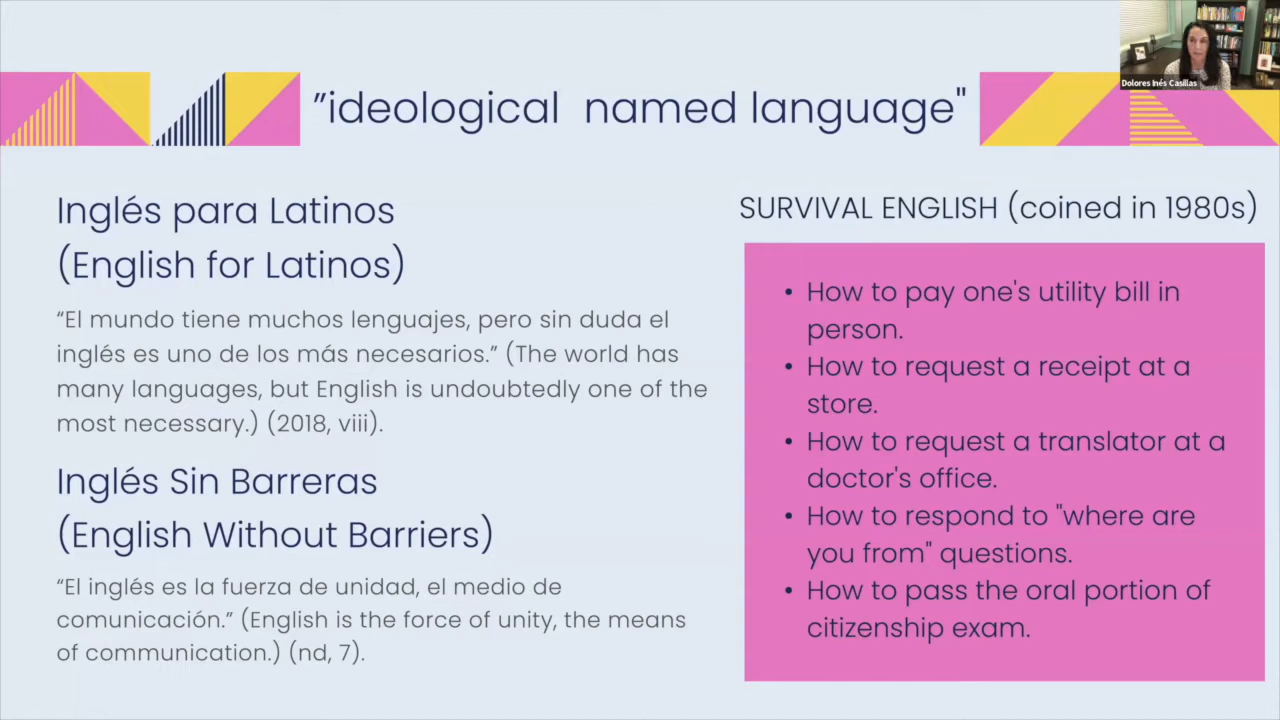 ”ideological named language"
Dolores Inés Casillas
Inglés para Latinos
(English for Latinos)
“El mundo tiene muchos lenguajes, pero sin duda el
inglés es uno de los más necesarios.” (The world has
many languages, but English is undoubtedly one of the
most necessary.) (2018, viii).
Inglés Sin Barreras
(English Without Barriers)
“El inglés es la fuerza de unidad, el medio de
comunicación.” (English is the force of unity, the means
of communication.) (nd, 7).
SURVIVAL ENGLISH (coined in 1980s)
• How to pay one's utility bill in
person.
• How to request a receipt at a
store.
• How to request a translator at a
doctor's office.
• How to respond to "where are
you from" questions.
• How to pass the oral portion of
citizenship exam.